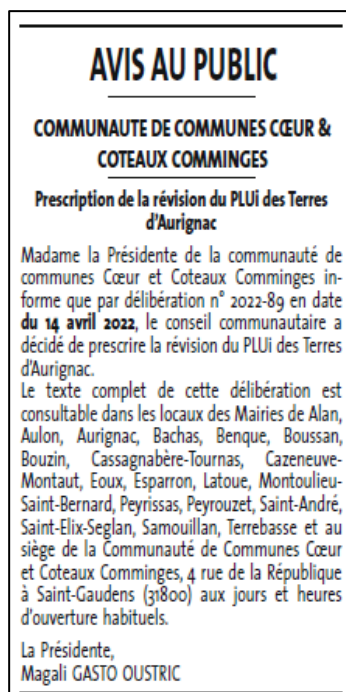 AVIS AU PUBLIC
COMMUNAUTE DE COMMUNES CŒUR &
COTEAUX COMMINGES
Prescription de la révision du PLUi des Terres
d'Aurignac
Madame la Présidente de la communauté de
communes Cœur et Coteaux Comminges in-
forme que par délibération n° 2022-89 en date
du 14 avril 2022, le conseil communautaire a
décidé de prescrire la révision du PLUi des Terres
d'Aurignac.
Le texte complet de cette délibération est
consultable dans les locaux des Mairies de Alan,
Aulon, Aurignac, Bachas, Benque, Boussan,
Bouzin, Cassagnabère-Tournas, Cazeneuve-
Montaut, Eoux, Esparron, Latoue, Montoulieu-
Saint-Bernard, Peyrissas, Peyrouzet, Saint-André,
Saint-Elix-Seglan, Samouillan, Terrebasse et au
siège de la Communauté de Communes Cœur
et Coteaux Comminges, 4 rue de la République
à Saint-Gaudens (31800) aux jours et heures
d'ouverture habituels.
La Présidente,
Magali GASTO OUSTRIC